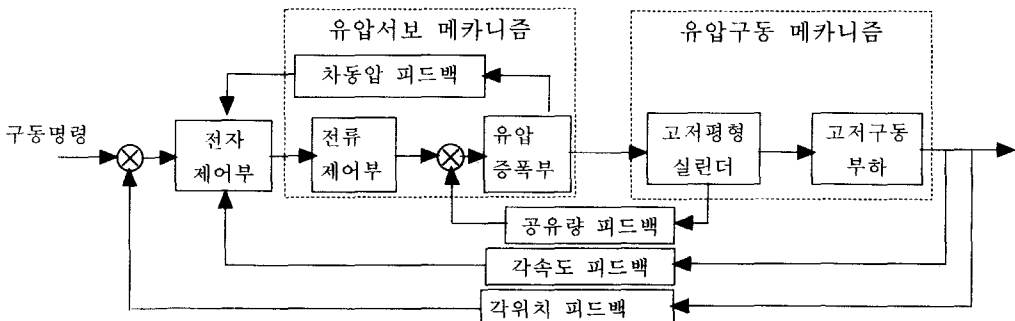 유압서보 메카니즘
유압구동 메카니즘
차동압 피드백
구동명령
전자
제어부
전류
제어부
유압
증폭부
고저평형
실린더
고저구동
부하
공유량 피드백
각속도 피드백
각위치 피드백